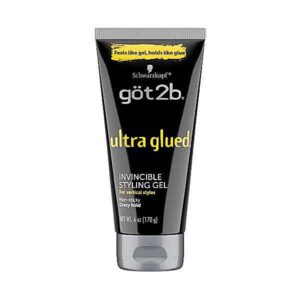 Feels like gel, holds like glue
Schwarzkopf
göt2b.
ultra glued
INVINCIBLE
STYLING GEL
For vertical styles
Non-sticky
Crazy hold
NET WT. 6 oz (170 g)